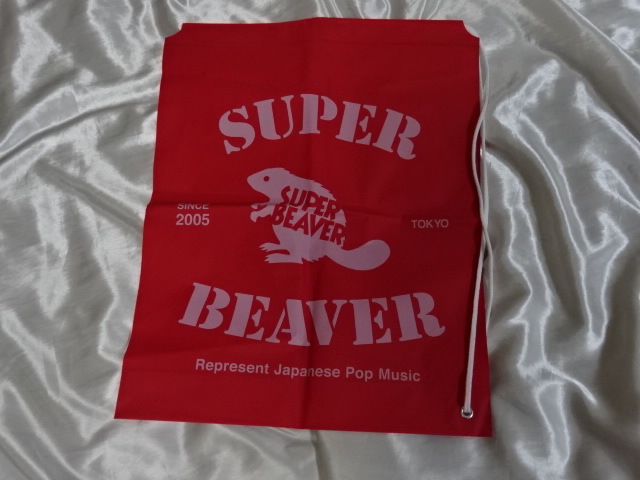 SUPER
SUPER
BEAVER
SINCE
2005
TOKYO
BEAVER
Represent Japanese Pop Music